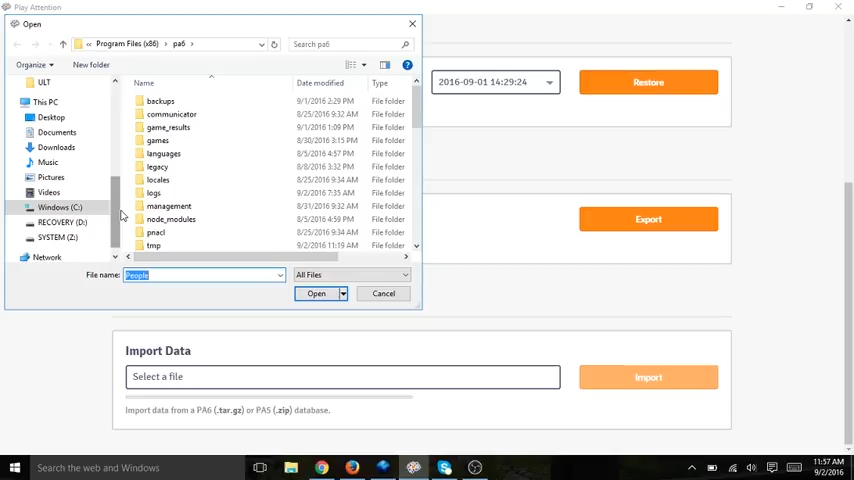 Play Attention
Open
« Program Files (x86) > pa6 >
Search pa6
Organize
New folder
ULT
This PC
Desktop
Documents
Downloads
Music
Pictures
Videos
Windows (C:)
RECOVERY (D:)
SYSTEM (Z:)
Network
Name Date modified Type
backups 9/1/2016 2:29 PM File folder
communicator 8/25/2016 9:32 AM File folder
game_results 9/1/2016 1:09 PM File folder
games 8/30/2016 3:15 PM File folder
languages 8/5/2016 4:57 PM File folder
legacy 8/8/2016 3:32 PM File folder
locales 8/25/2016 9:34 AM File folder
logs 9/2/2016 7:35 AM File folder
management 8/31/2016 9:32 AM File folder
node_modules 8/5/2016 4:59 PM File folder
pnacl 8/25/2016 9:34 AM File folder
tmp 9/2/2016 11:19 AM File folder
File name: People
All Files
Open
Cancel
2016-09-01 14:29:24
Restore
Export
Import Data
Select a file
Import
Import data from a PA6 (.tar.gz) or PA5 (.zip) database.
Search the web and Windows
11:57 AM
9/2/2016